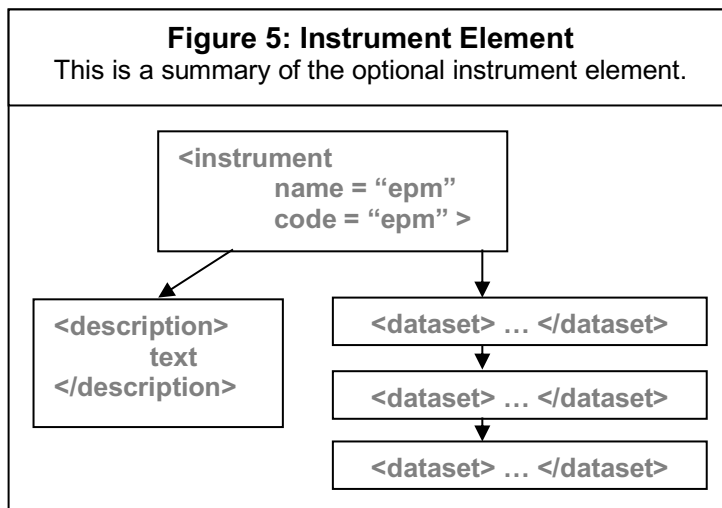 Figure 5: Instrument Element
This is a summary of the optional instrument element.
<instrument
name = “epm”
code = “epm” >
<description>
text
</description>
<dataset> … </dataset>
<dataset> … </dataset>
<dataset> … </dataset>